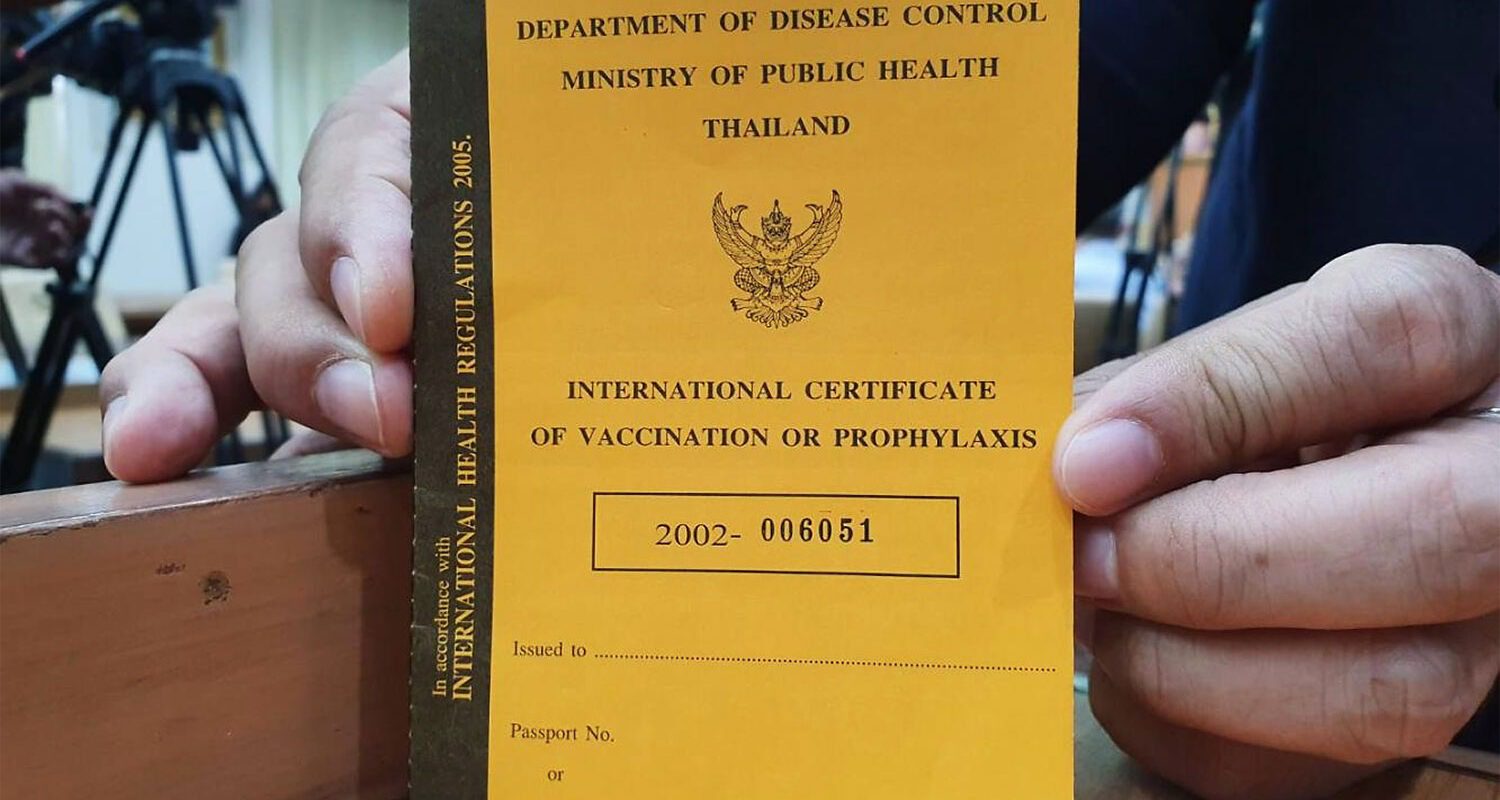 DEPARTMENT OF DISEASE CONTROL
MINISTRY OF PUBLIC HEALTH
THAILAND
In accordance with
INTERNATIONAL HEALTH REGULATIONS 2005.
INTERNATIONAL CERTIFICATE
OF VACCINATION OR PROPHYLAXIS
2002- 006051
Issued to
Passport No.
or